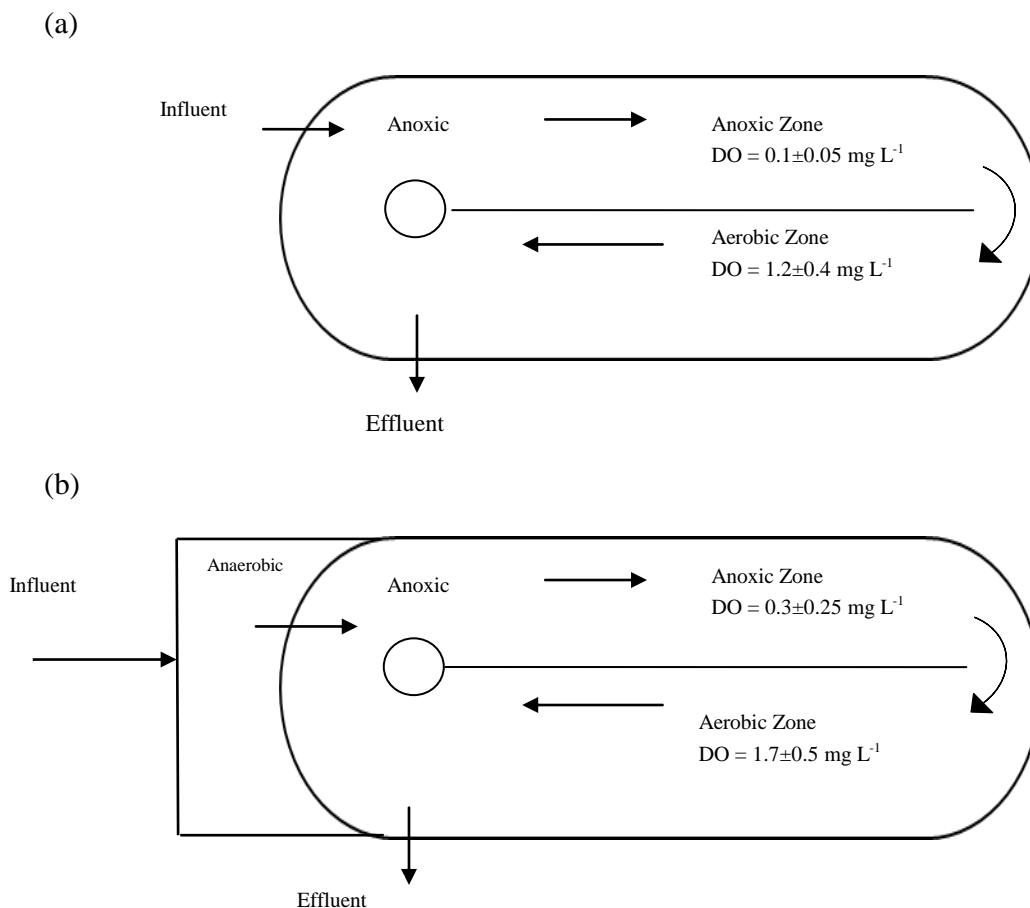 (a)
Influent
Anoxic
Anoxic Zone
DO = 0.1±0.05 mg L⁻¹
Aerobic Zone
DO = 1.2±0.4 mg L⁻¹
Effluent
(b)
Influent
Anaerobic
Anoxic
Anoxic Zone
DO = 0.3±0.25 mg L⁻¹
Aerobic Zone
DO = 1.7±0.5 mg L⁻¹
Effluent